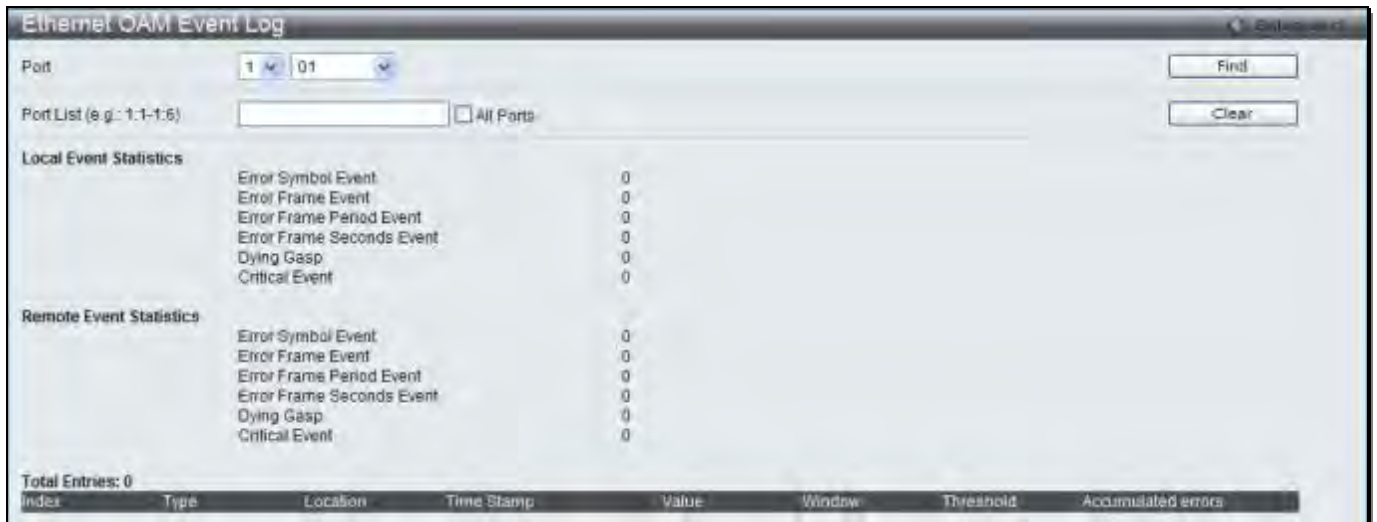 Ethernet OAM Event Log
Port 1 01 Find
Port List (e.g.: 1:1-1:6) All Ports Clear
Local Event Statistics
Error Symbol Event 0
Error Frame Event 0
Error Frame Period Event 0
Error Frame Seconds Event 0
Dying Gasp 0
Critical Event 0
Remote Event Statistics
Error Symbol Event 0
Error Frame Event 0
Error Frame Period Event 0
Error Frame Seconds Event 0
Dying Gasp 0
Critical Event 0
Total Entries: 0
Index Type Location Time Stamp Value Window Threshold Accumulated errors